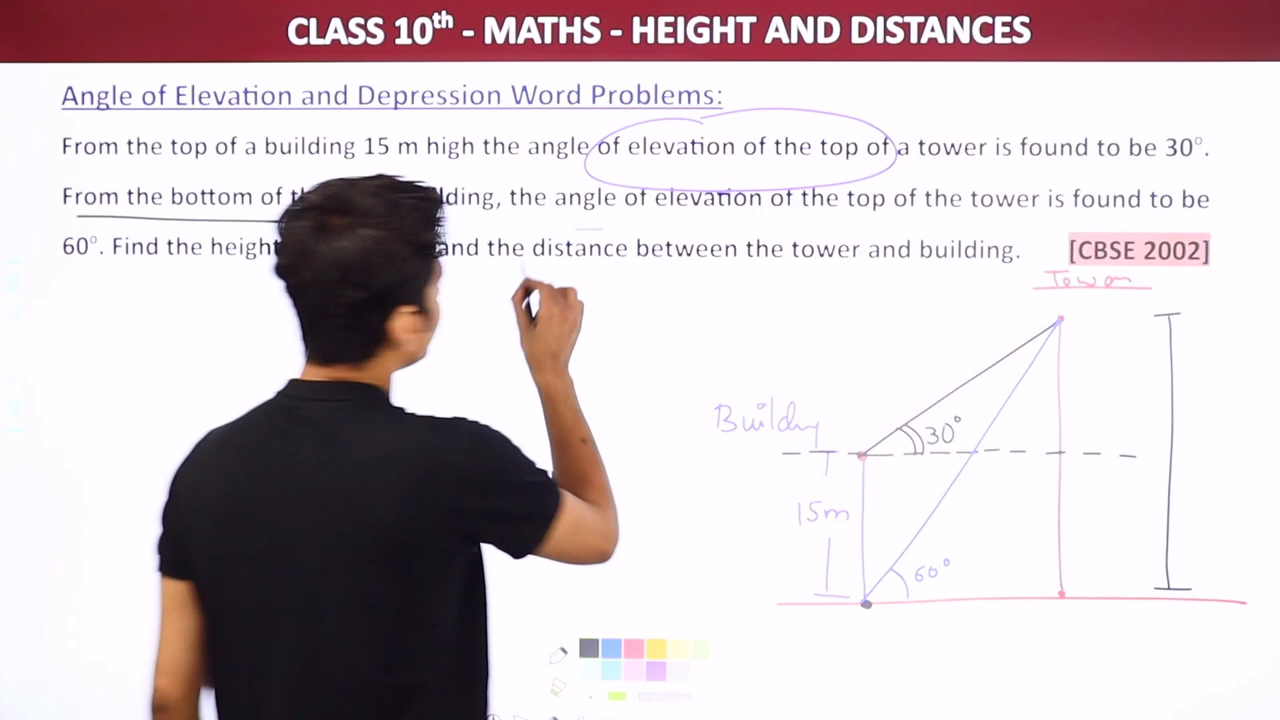 CLASS 10th - MATHS - HEIGHT AND DISTANCES
Angle of Elevation and Depression Word Problems:
From the top of a building 15 m high the angle of elevation of the top of a tower is found to be 30°.
From the bottom of lding, the angle of elevation of the top of the tower is found to be
60°. Find the height and the distance between the tower and building. [CBSE 2002]
Tower
Building
30°
15m
60°